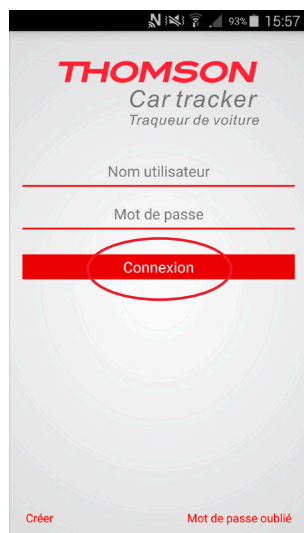 93% 15:57
THOMSON
Car tracker
Traqueur de voiture
Nom utilisateur
Mot de passe
Connexion
Créer Mot de passe oublié